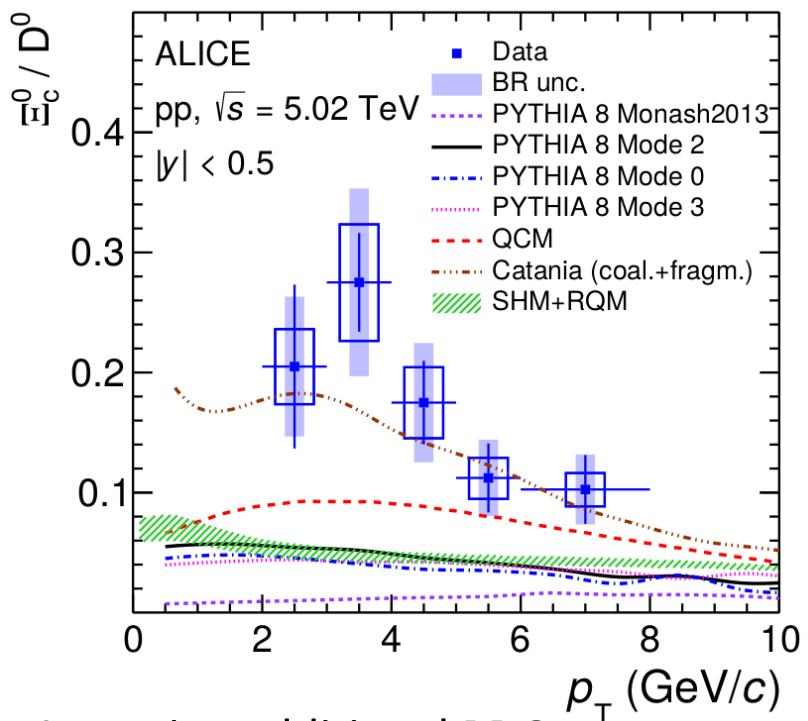 Ξ⁰c / D⁰
ALICE
pp, √s = 5.02 TeV
|y| < 0.5
Data
BR unc.
PYTHIA 8 Monash2013
PYTHIA 8 Mode 2
PYTHIA 8 Mode 0
PYTHIA 8 Mode 3
QCM
Catania (coal.+fragm.)
SHM+RQM
0.4
0.3
0.2
0.1
0 2 4 6 8 10
pT (GeV/c)